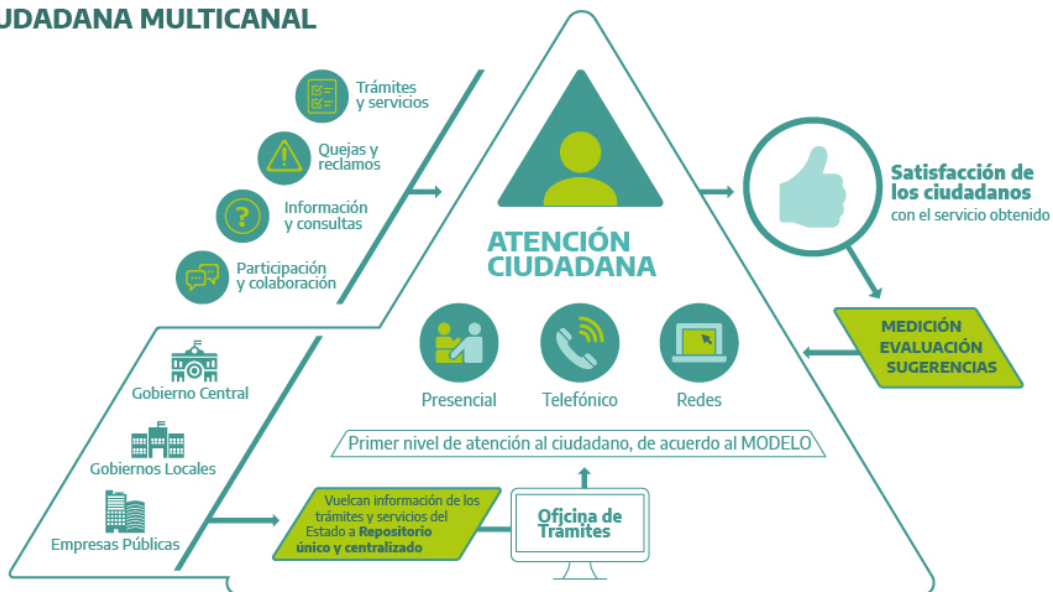 UDADANA MULTICANAL
Trámites
y servicios
Quejas y
reclamos
Información
y consultas
Participación
y colaboración
ATENCIÓN
CIUDADANA
Presencial
Telefónico
Redes
Primer nivel de atención al ciudadano, de acuerdo al MODELO
Satisfacción de
los ciudadanos
con el servicio obtenido
MEDICIÓN
EVALUACIÓN
SUGERENCIAS
Gobierno Central
Gobiernos Locales
Empresas Públicas
Vuelcan información de los
trámites y servicios del
Estado a Repositorio
único y centralizado
Oficina de
Trámites